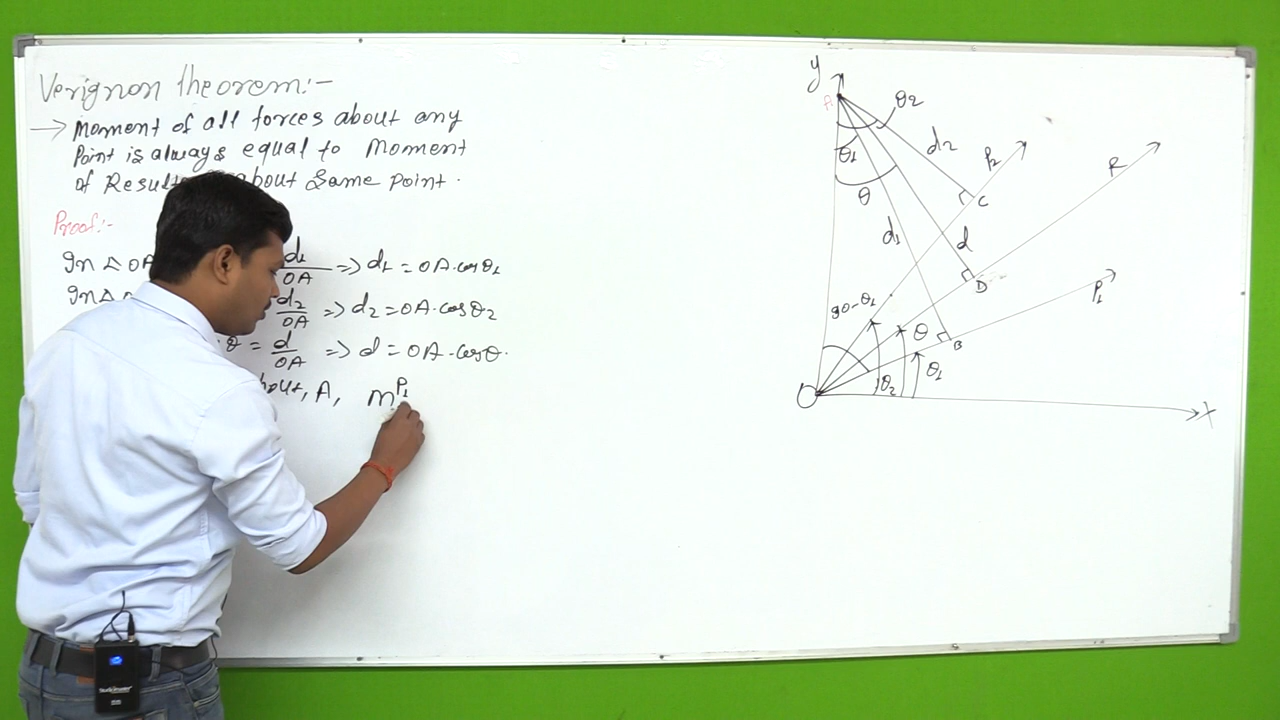 Verignon theorem:-
→ Moment of all forces about any
Point is always equal to Moment
of Result about Same Point.
Proof:-
In △ OA d1/OA => d1 = OA.cosθ1
In △ d2/OA => d2 = OA.cosθ2
θ = d/OA => d = OA.cosθ.
A, m P1
y
θ2
θ1
d2
P2
R
θ
C
d1
d
D
P1
90-θ1
θ
B
θ1
θ2
O
X